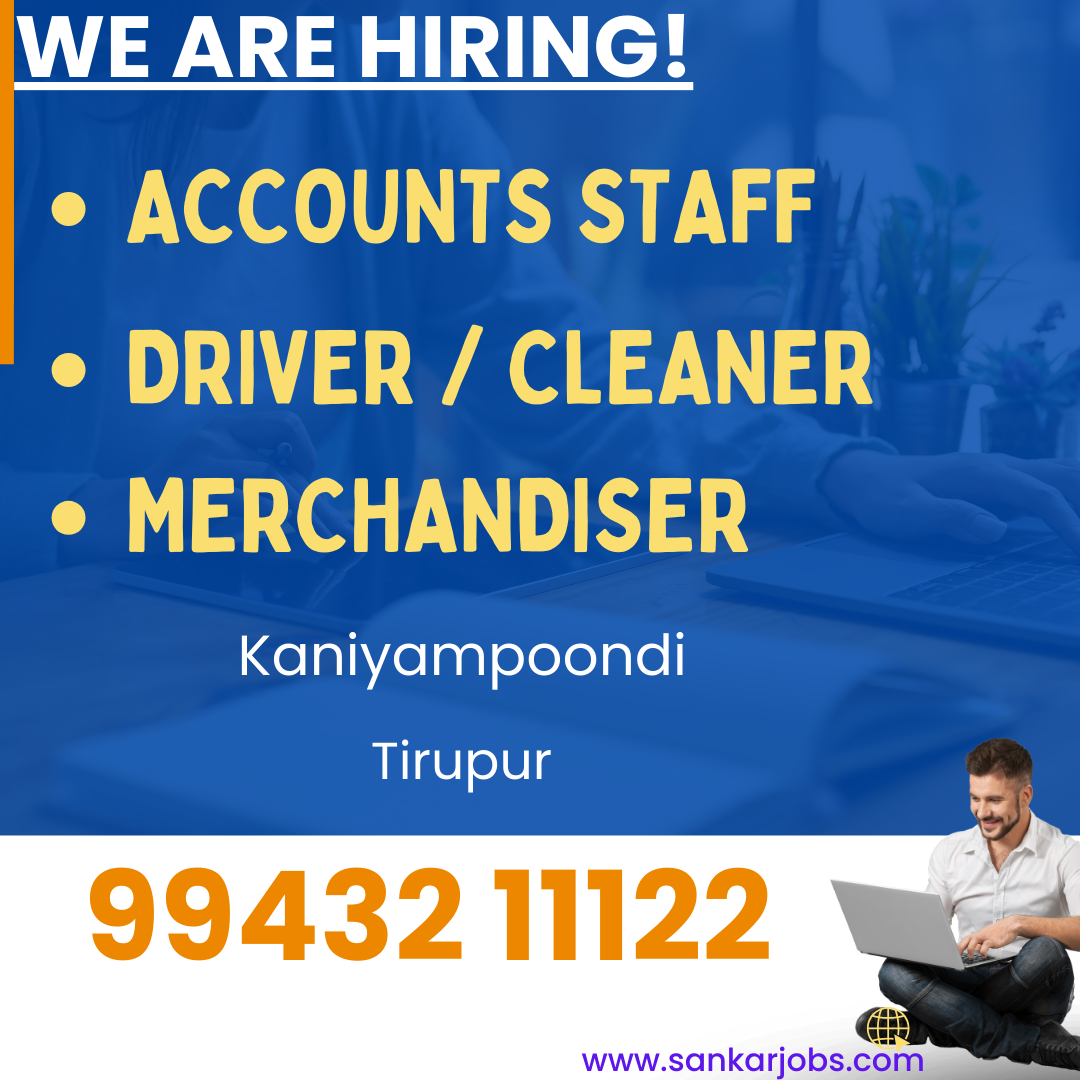 WE ARE HIRING!
• ACCOUNTS STAFF
• DRIVER / CLEANER
• MERCHANDISER
Kaniyampoondi
Tirupur
99432 11122
www.sankarjobs.com